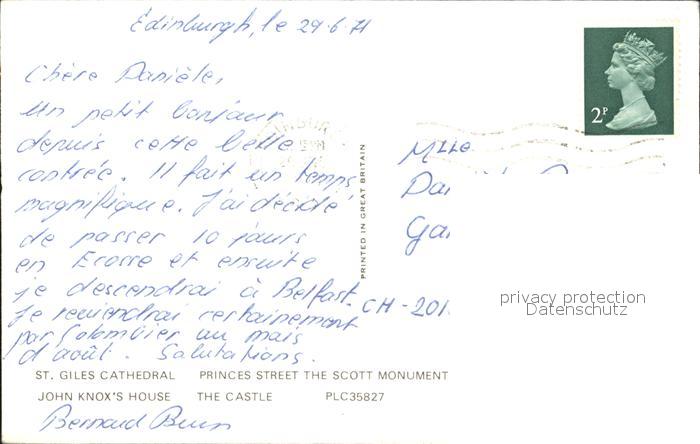 Edinburgh, le 29.6.71
Chère Danièle,
Un petit bonjour
depuis cette belle
contrée. Il fait un temps
magnifique. J'ai décidé
de passer 10 jours
en Ecosse et ensuite
je descendrai à Belfast.
Je reviendrai certainement
par Colombier au mois
d'août. Salutations.
Bernard
2P
PRINTED IN GREAT BRITAIN
Mlle
Da
Ga
CH-201
privacy protection
Datenschutz
ST. GILES CATHEDRAL PRINCES STREET THE SCOTT MONUMENT
JOHN KNOX'S HOUSE THE CASTLE PLC35827